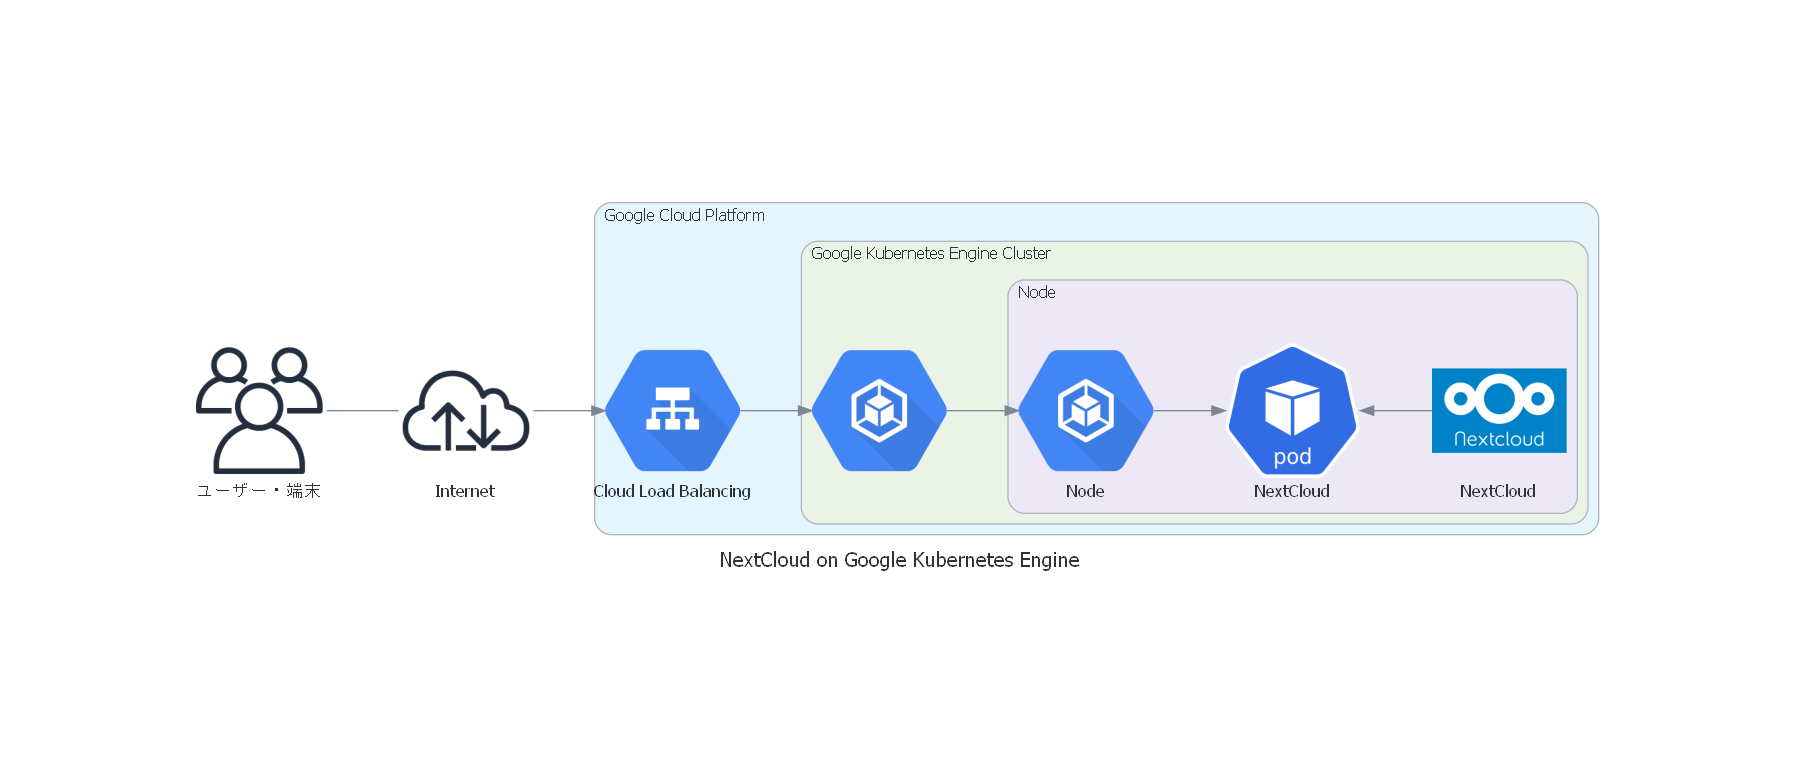 Google Cloud Platform
Google Kubernetes Engine Cluster
Node
pod
Nextcloud
ユーザー・端末
Internet
Cloud Load Balancing
Node
NextCloud
NextCloud
NextCloud on Google Kubernetes Engine